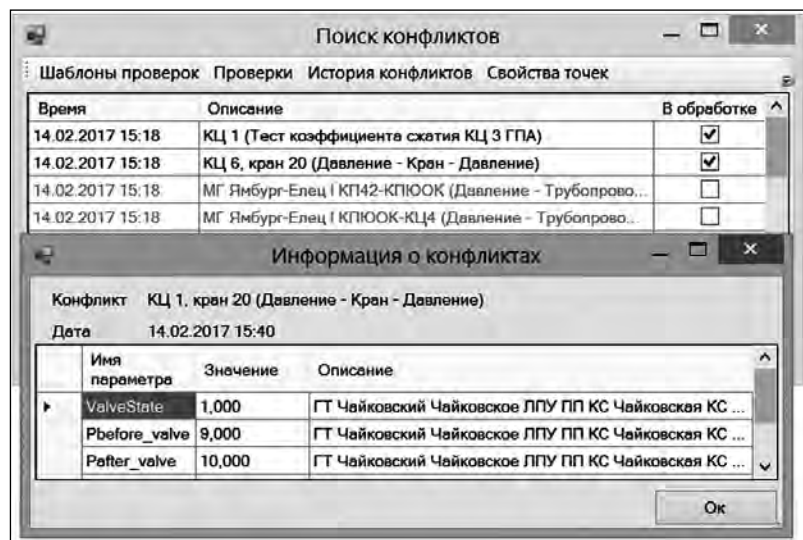 Поиск конфликтов
Шаблоны проверок Проверки История конфликтов Свойства точек
Время Описание В обработке
14.02.2017 15:18 КЦ 1 (Тест коэффициента сжатия КЦ 3 ГПА)
14.02.2017 15:18 КЦ 6, кран 20 (Давление - Кран - Давление)
14.02.2017 15:18 МГ Ямбург-Елец I КП42-КПЮОК (Давление - Трубопрово...
14.02.2017 15:18 МГ Ямбург-Елец I КПЮОК-КЦ4 (Давление - Трубопрово...
Информация о конфликтах
Конфликт КЦ 1, кран 20 (Давление - Кран - Давление)
Дата 14.02.2017 15:40
Имя параметра Значение Описание
ValveState 1,000 ГТ Чайковский Чайковское ЛПУ ПП КС Чайковская КС ...
Pbefore_valve 9,000 ГТ Чайковский Чайковское ЛПУ ПП КС Чайковская КС ...
Pafter_valve 10,000 ГТ Чайковский Чайковское ЛПУ ПП КС Чайковская КС ...
Ок